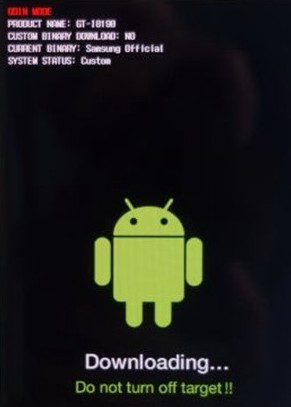 ODIN MODE
PRODUCT NAME: GT-I8190
CUSTOM BINARY DOWNLOAD: NO
CURRENT BINARY: Samsung Official
SYSTEM STATUS: Custom
Downloading...
Do not turn off target !!